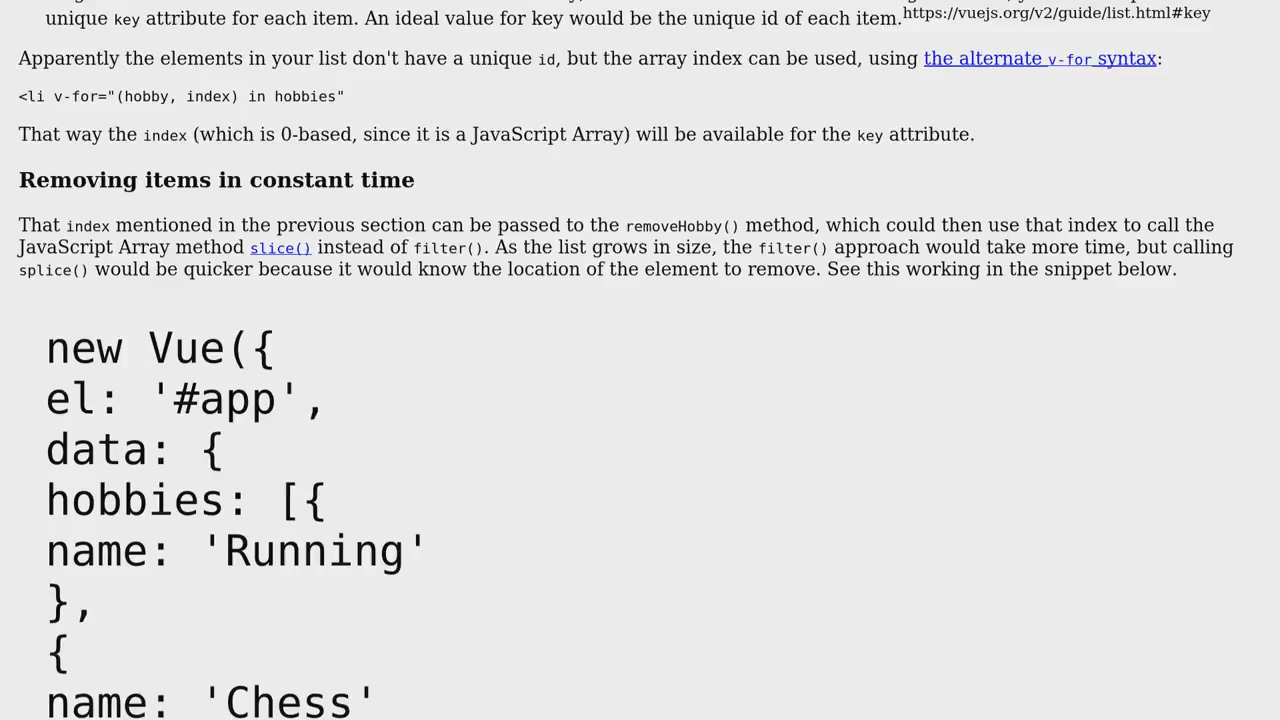 unique key attribute for each item. An ideal value for key would be the unique id of each item.https://vuejs.org/v2/guide/list.html#key
Apparently the elements in your list don't have a unique id, but the array index can be used, using the alternate v-for syntax:
<li v-for="(hobby, index) in hobbies"
That way the index (which is 0-based, since it is a JavaScript Array) will be available for the key attribute.
Removing items in constant time
That index mentioned in the previous section can be passed to the removeHobby() method, which could then use that index to call the
JavaScript Array method slice() instead of filter(). As the list grows in size, the filter() approach would take more time, but calling
splice() would be quicker because it would know the location of the element to remove. See this working in the snippet below.
new Vue({
el: '#app',
data: {
hobbies: [{
name: 'Running'
},
{
name: 'Chess'